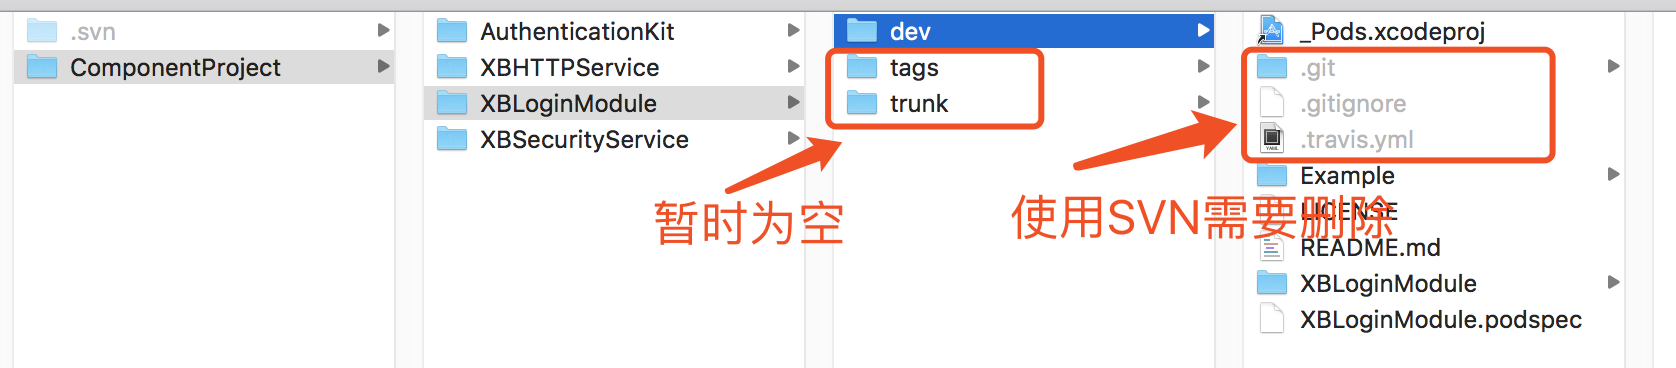 .svn
ComponentProject
AuthenticationKit
XBHTTPService
XBLoginModule
XBSecurityService
dev
tags
trunk
暂时为空
_Pods.xcodeproj
.git
.gitignore
.travis.yml
Example
LICENSE
README.md
XBLoginModule
XBLoginModule.podspec
使用SVN需要删除